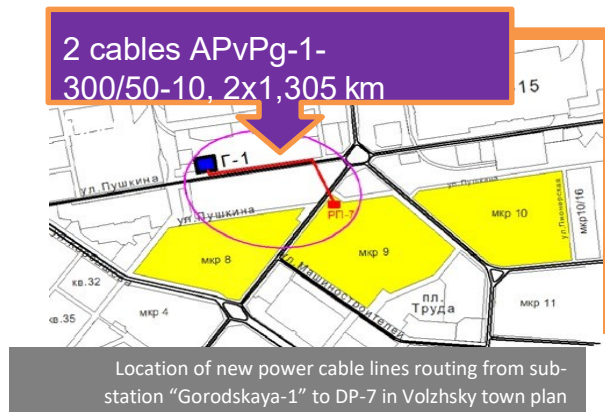 2 cables APvPg-1-
300/50-10, 2x1,305 km
15
Г-1
ул.Пушкина
РП-7
ул.Пушкина
ул.Пушкина
ул.Пионерская
мкр10/16
мкр 10
мкр 8
мкр 9
кв.32
ул.Машиностроителей
пл.
Труда
мкр 11
мкр 4
кв.35
Location of new power cable lines routing from sub-
station “Gorodskaya-1” to DP-7 in Volzhsky town plan